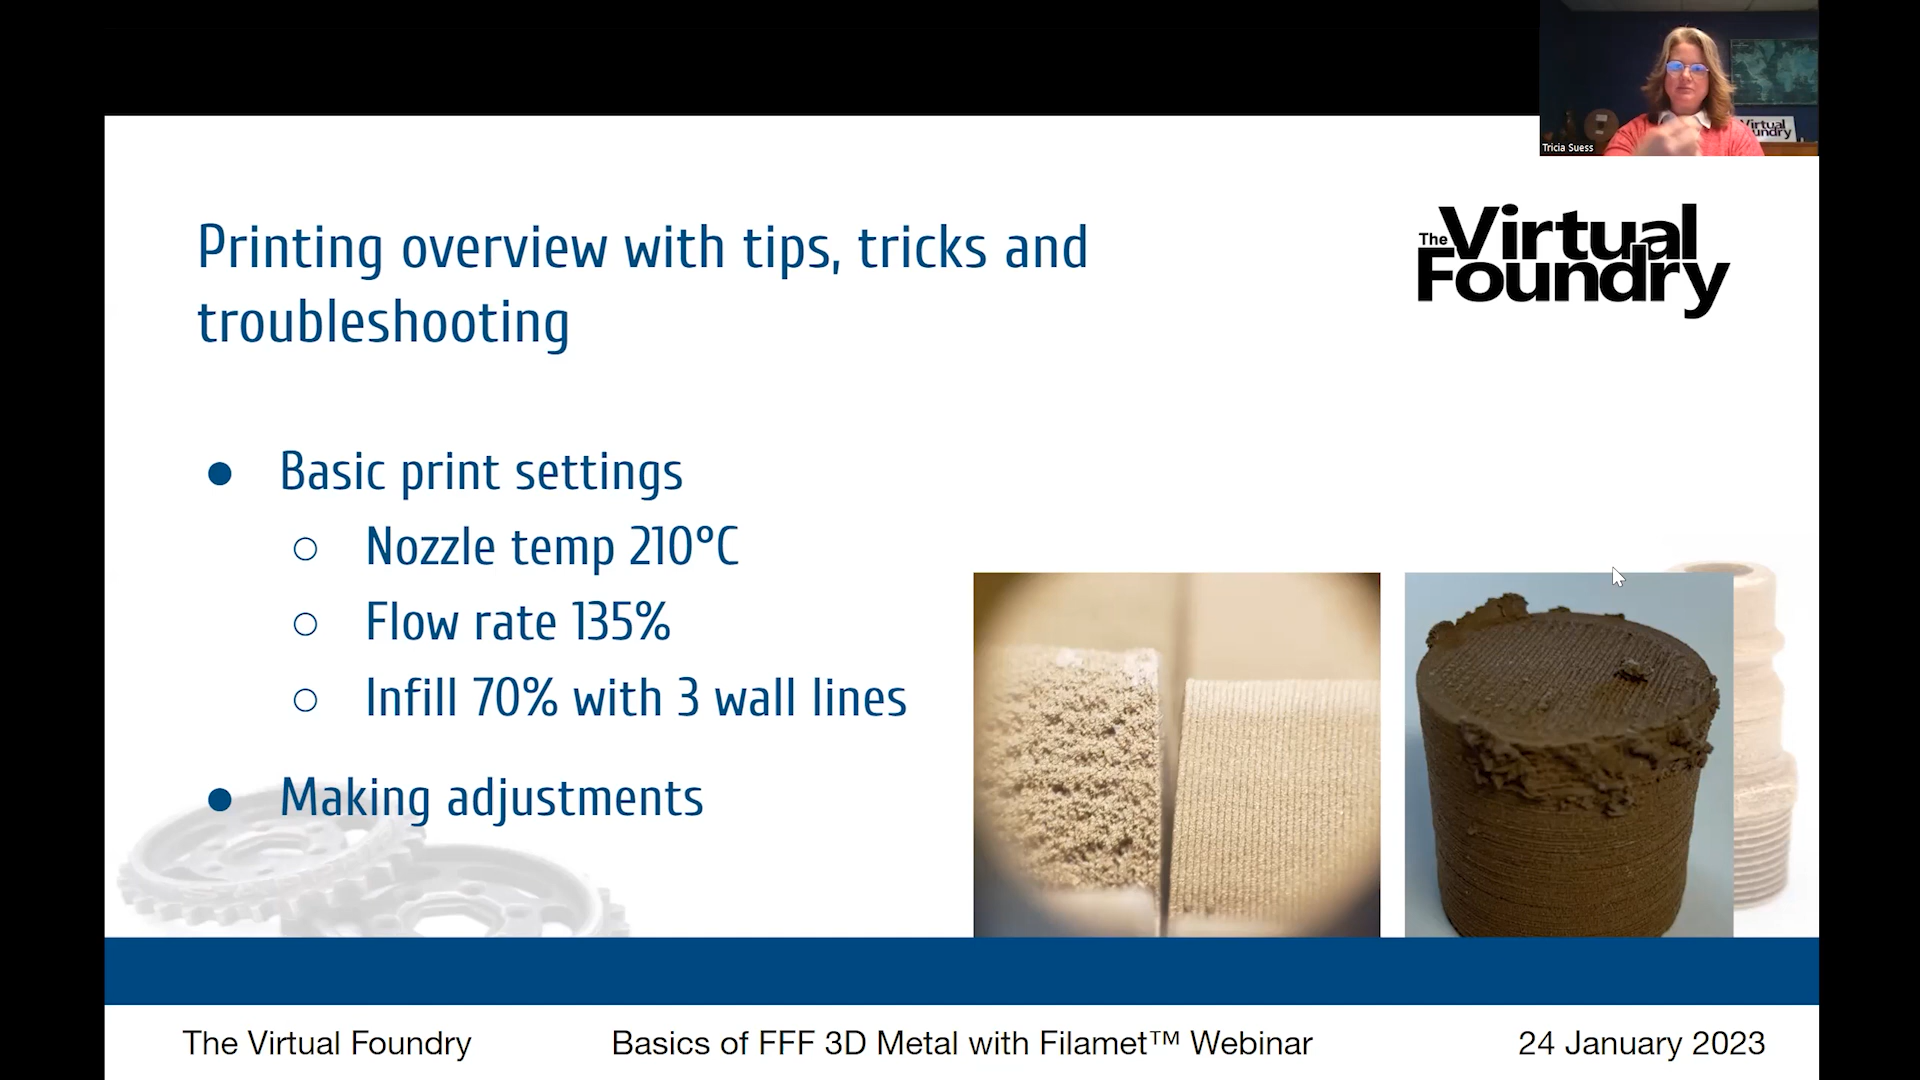 Tricia Suess
Virtual
undry
The Virtual
Foundry
Printing overview with tips, tricks and
troubleshooting
● Basic print settings
○ Nozzle temp 210°C
○ Flow rate 135%
○ Infill 70% with 3 wall lines
● Making adjustments
The Virtual Foundry
Basics of FFF 3D Metal with Filamet™ Webinar
24 January 2023